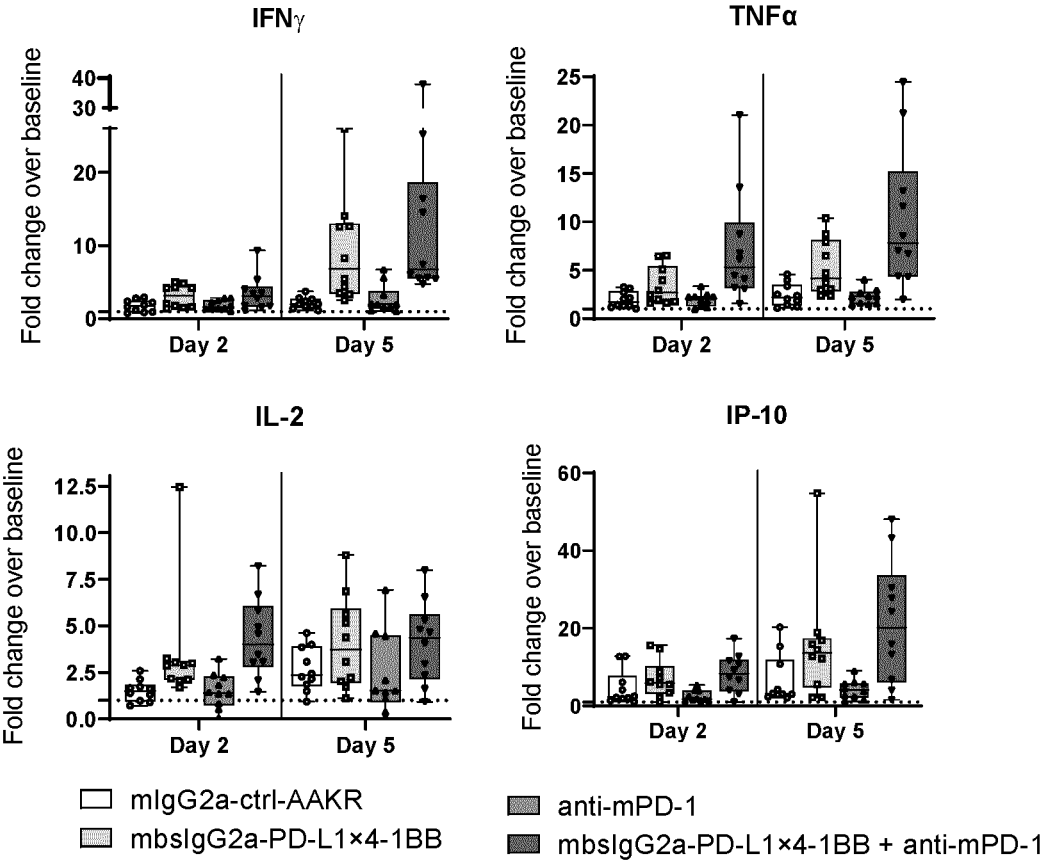 IFNγ
Fold change over baseline
40
30
20
10
0
Day 2
Day 5
TNFα
Fold change over baseline
25
20
15
10
5
0
Day 2
Day 5
IL-2
Fold change over baseline
12.5
10.0
7.5
5.0
2.5
0.0
Day 2
Day 5
IP-10
Fold change over baseline
60
40
20
0
Day 2
Day 5
mIgG2a-ctrl-AAKR
mbsIgG2a-PD-L1×4-1BB
anti-mPD-1
mbsIgG2a-PD-L1×4-1BB + anti-mPD-1